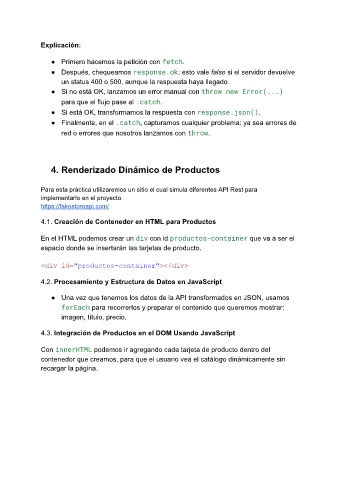 Explicación:
● Primero hacemos la petición con fetch.
● Después, chequeamos response.ok: esto vale false si el servidor devuelve
un status 400 o 500, aunque la respuesta haya llegado.
● Si no está OK, lanzamos un error manual con throw new Error(...)
para que el flujo pase al .catch.
● Si está OK, transformamos la respuesta con response.json().
● Finalmente, en el .catch, capturamos cualquier problema: ya sea errores de
red o errores que nosotros lanzamos con throw.
4. Renderizado Dinámico de Productos
Para esta práctica utilizaremos un sitio el cual simula diferentes API Rest para
implementarlo en el proyecto.
https://fakestoreapi.com/
4.1. Creación de Contenedor en HTML para Productos
En el HTML podemos crear un div con id productos-container que va a ser el
espacio donde se insertarán las tarjetas de producto.
<div id="productos-container"></div>
4.2. Procesamiento y Estructura de Datos en JavaScript
● Una vez que tenemos los datos de la API transformados en JSON, usamos
forEach para recorrerlos y preparar el contenido que queremos mostrar:
imagen, título, precio.
4.3. Integración de Productos en el DOM Usando JavaScript
Con innerHTML podemos ir agregando cada tarjeta de producto dentro del
contenedor que creamos, para que el usuario vea el catálogo dinámicamente sin
recargar la página.